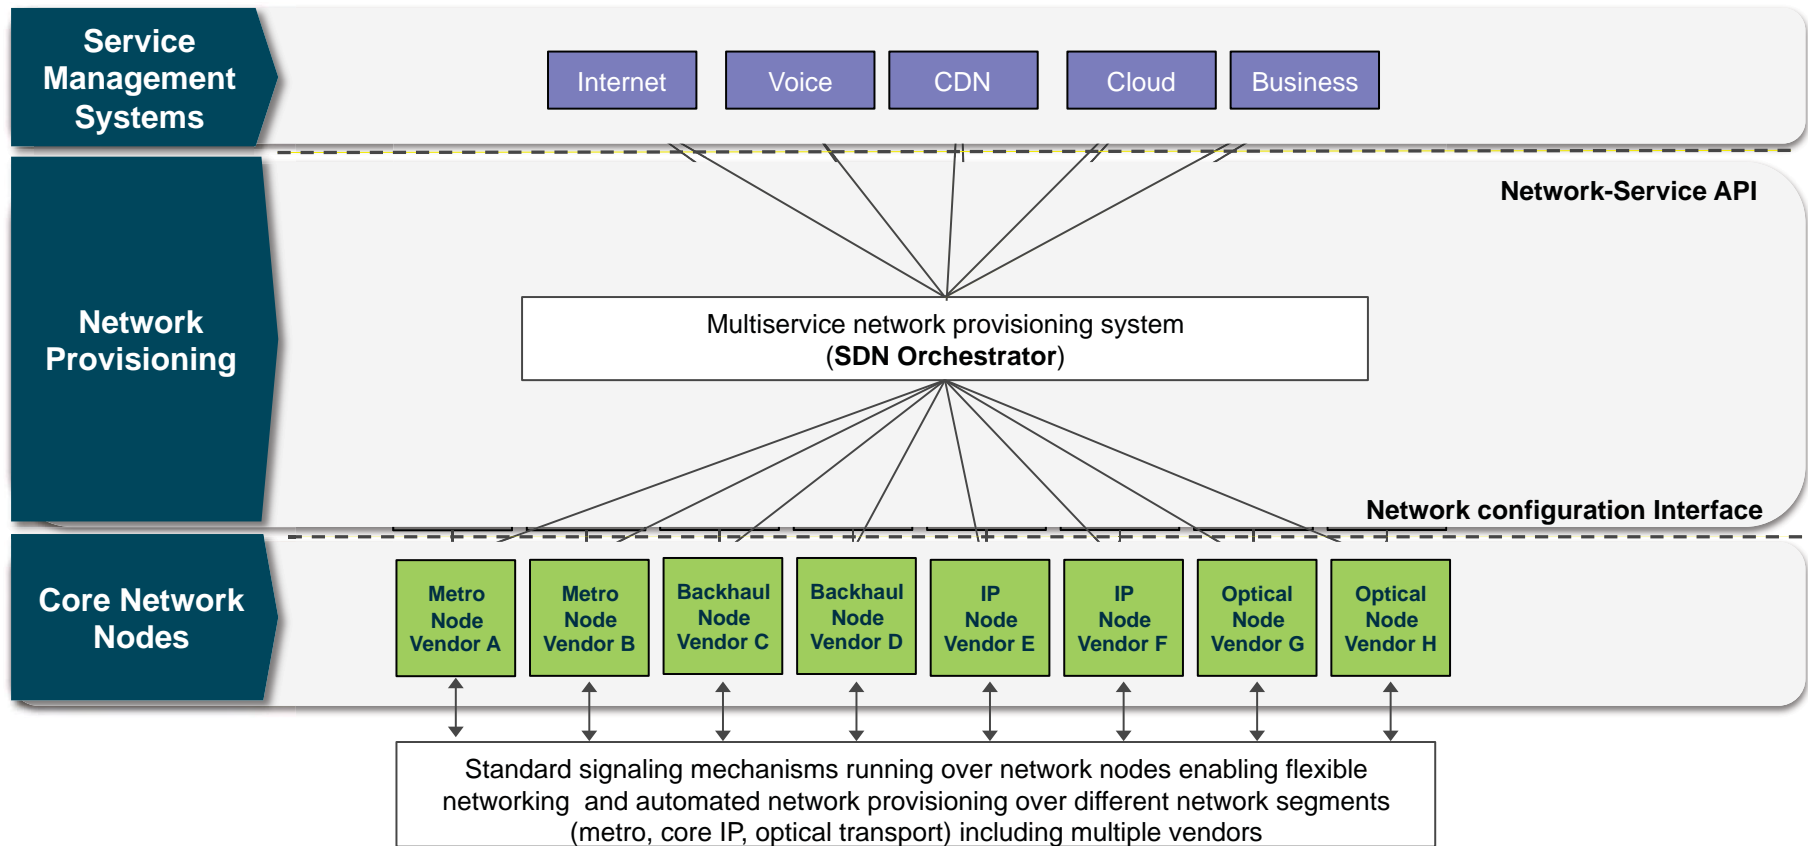 Service
Management
Systems
Internet
Voice
CDN
Cloud
Business
Network-Service API
Network
Provisioning
Multiservice network provisioning system
(SDN Orchestrator)
Network configuration Interface
Core Network
Nodes
Metro
Node
Vendor A
Metro
Node
Vendor B
Backhaul
Node
Vendor C
Backhaul
Node
Vendor D
IP
Node
Vendor E
IP
Node
Vendor F
Optical
Node
Vendor G
Optical
Node
Vendor H
Standard signaling mechanisms running over network nodes enabling flexible
networking and automated network provisioning over different network segments
(metro, core IP, optical transport) including multiple vendors